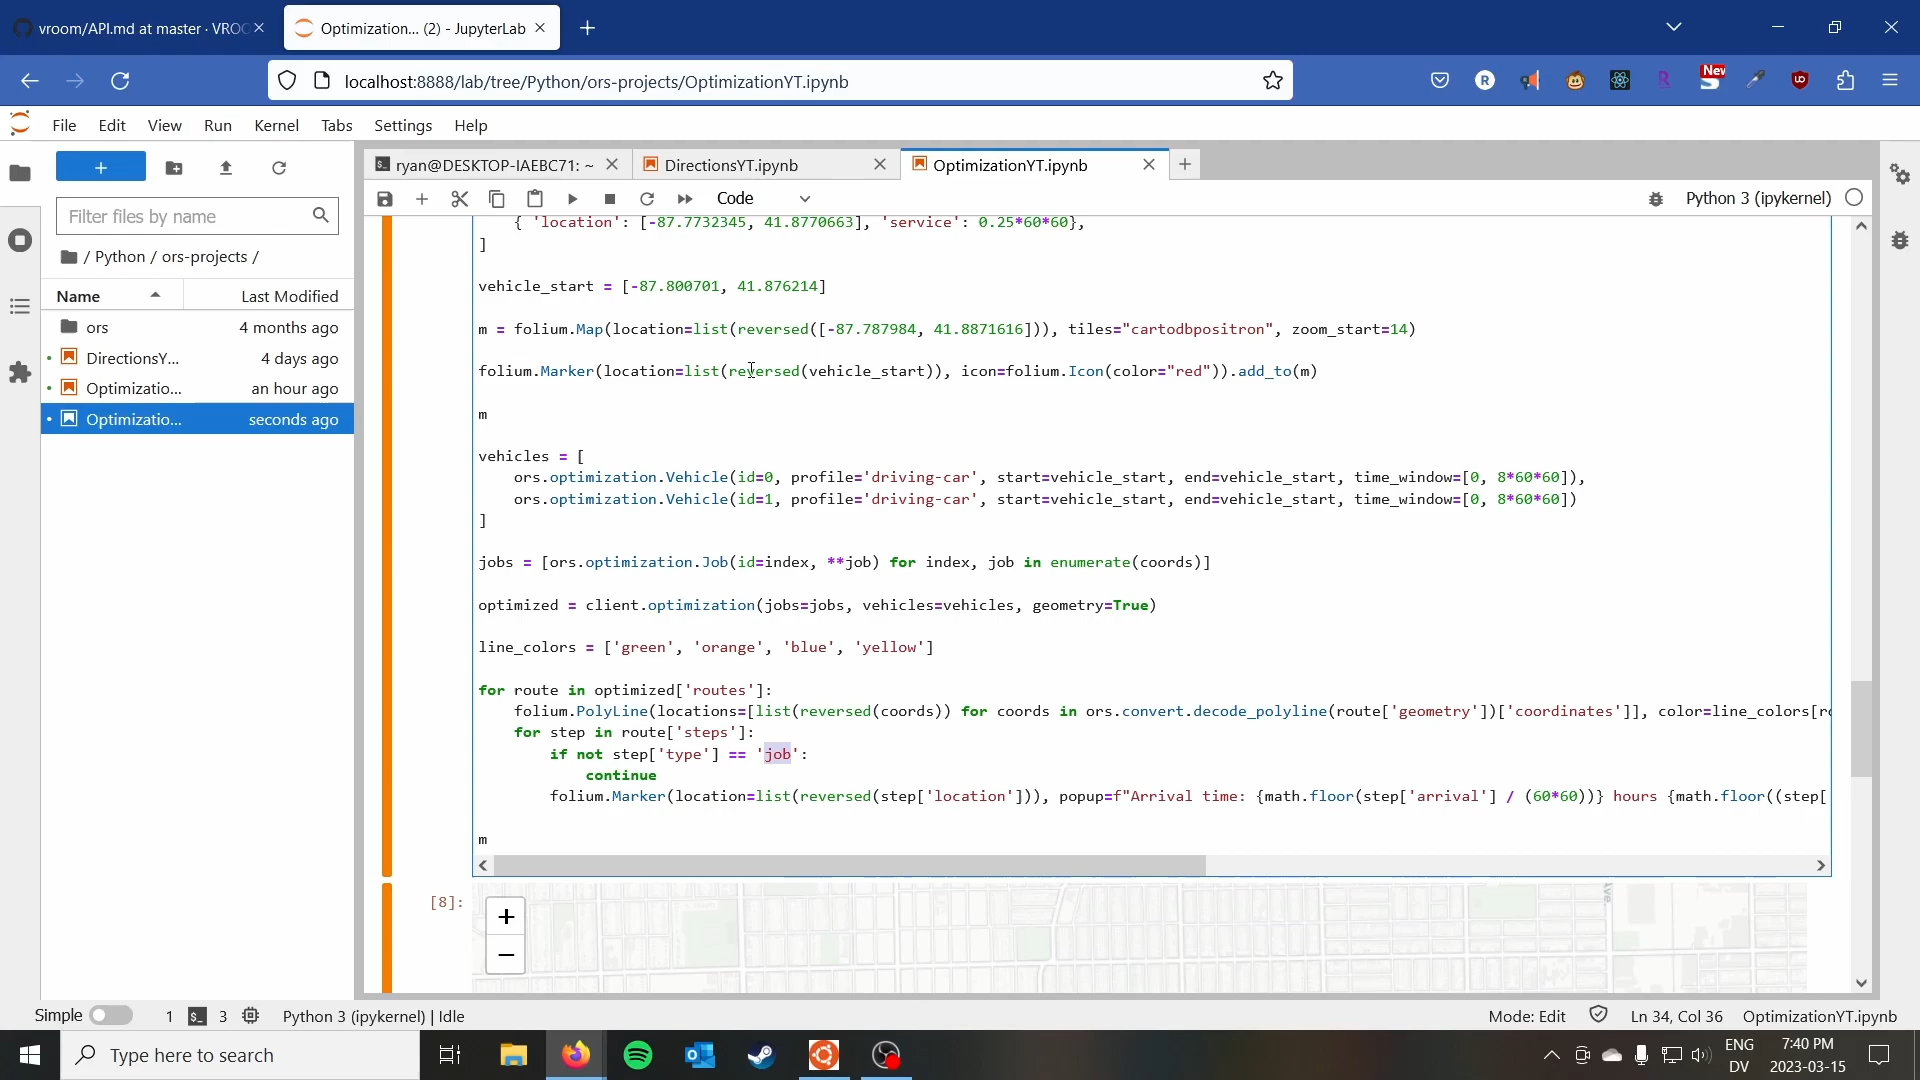 vroom/API.md at master · VROO
Optimization... (2) - JupyterLab
localhost:8888/lab/tree/Python/ors-projects/OptimizationYT.ipynb
R
New
File Edit View Run Kernel Tabs Settings Help
ryan@DESKTOP-IAEBC71: ~
DirectionsYT.ipynb
OptimizationYT.ipynb
Code
Python 3 (ipykernel)
Filter files by name
/ Python / ors-projects /
Name Last Modified
ors 4 months ago
DirectionsY... 4 days ago
Optimizatio... an hour ago
Optimizatio... seconds ago
{ 'location': [-87.7732345, 41.8770663], 'service': 0.25*60*60},
]
vehicle_start = [-87.800701, 41.876214]
m = folium.Map(location=list(reversed([-87.787984, 41.8871616])), tiles="cartodbpositron", zoom_start=14)
folium.Marker(location=list(reversed(vehicle_start)), icon=folium.Icon(color="red")).add_to(m)
m
vehicles = [
ors.optimization.Vehicle(id=0, profile='driving-car', start=vehicle_start, end=vehicle_start, time_window=[0, 8*60*60]),
ors.optimization.Vehicle(id=1, profile='driving-car', start=vehicle_start, end=vehicle_start, time_window=[0, 8*60*60])
]
jobs = [ors.optimization.Job(id=index, **job) for index, job in enumerate(coords)]
optimized = client.optimization(jobs=jobs, vehicles=vehicles, geometry=True)
line_colors = ['green', 'orange', 'blue', 'yellow']
for route in optimized['routes']:
folium.PolyLine(locations=[list(reversed(coords)) for coords in ors.convert.decode_polyline(route['geometry'])['coordinates']], color=line_colors[ro
for step in route['steps']:
if not step['type'] == 'job':
continue
folium.Marker(location=list(reversed(step['location'])), popup=f"Arrival time: {math.floor(step['arrival'] / (60*60))} hours {math.floor((step[
m
[8]:
+
−
Ave
Simple 1 3 Python 3 (ipykernel) | Idle Mode: Edit Ln 34, Col 36 OptimizationYT.ipynb
Type here to search
ENG
DV
7:40 PM
2023-03-15